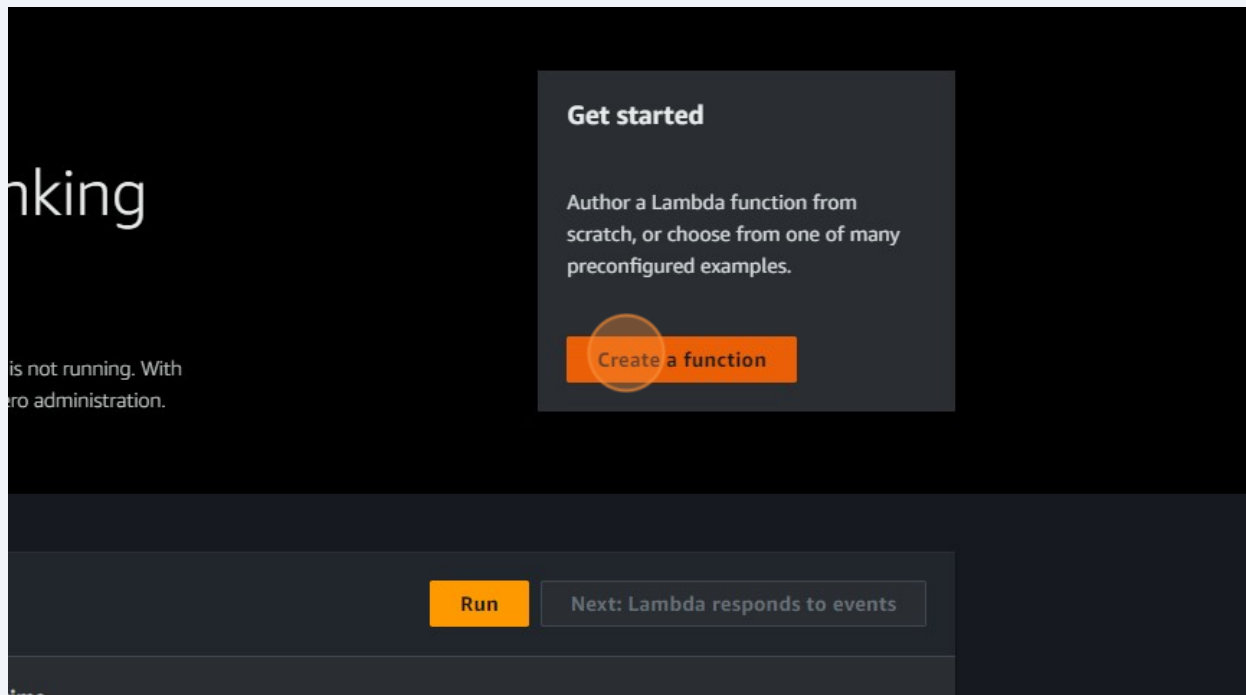 Get started
nking
Author a Lambda function from
scratch, or choose from one of many
preconfigured examples.
Create a function
is not running. With
ro administration.
Run
Next: Lambda responds to events